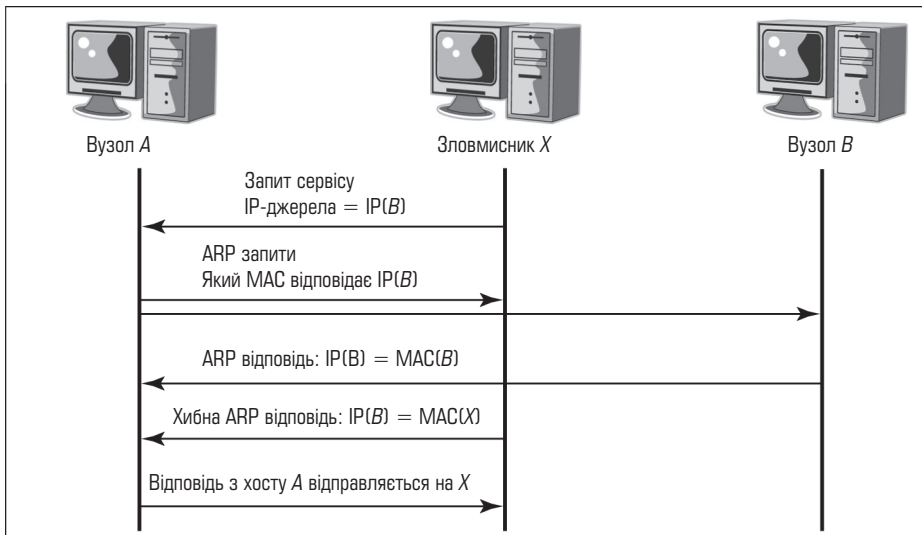 Вузол A
Зловмисник X
Вузол B
Запит сервісу
IP-джерела = IP(B)
ARP запити
Який MAC відповідає IP(B)
ARP відповідь: IP(B) = MAC(B)
Хибна ARP відповідь: IP(B) = MAC(X)
Відповідь з хосту A відправляється на X